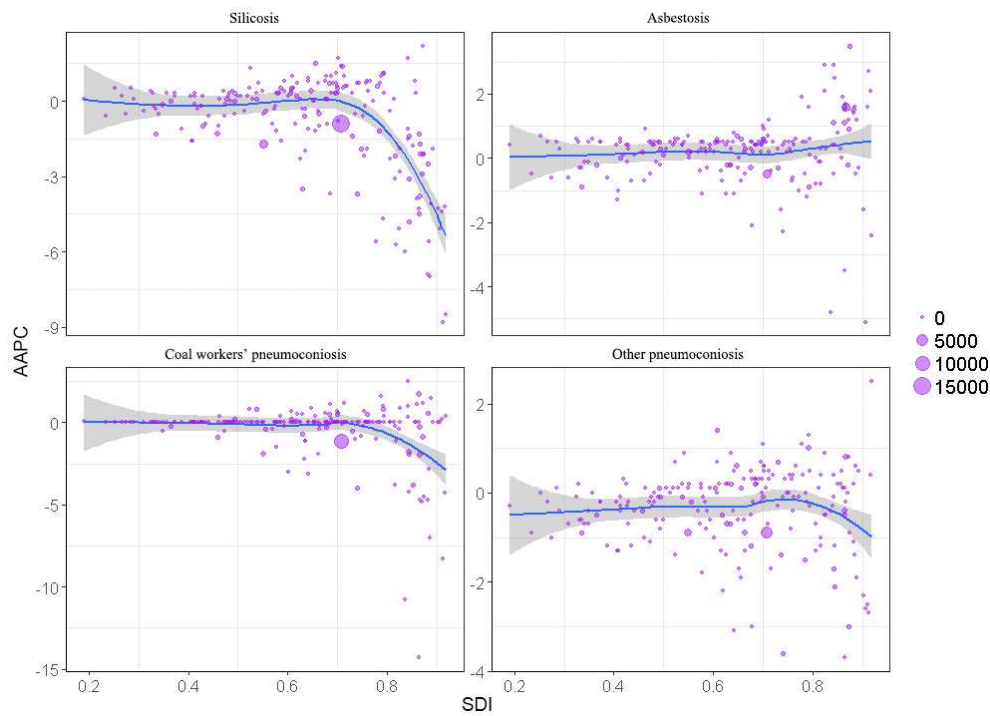 Silicosis
Asbestosis
0
-3
-6
-9
2
0
-2
-4
AAPC
Coal workers’ pneumoconiosis
Other pneumoconiosis
0
-5
-10
-15
2
0
-2
-4
0.2 0.4 0.6 0.8
0.2 0.4 0.6 0.8
SDI
0
5000
10000
15000